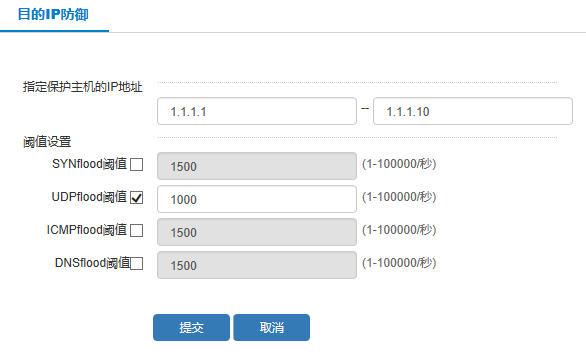 目的IP防御
指定保护主机的IP地址
1.1.1.1 -- 1.1.1.10
阈值设置
SYNflood阈值 1500 (1-100000/秒)
UDPflood阈值 1000 (1-100000/秒)
ICMPflood阈值 1500 (1-100000/秒)
DNSflood阈值 1500 (1-100000/秒)
提交 取消